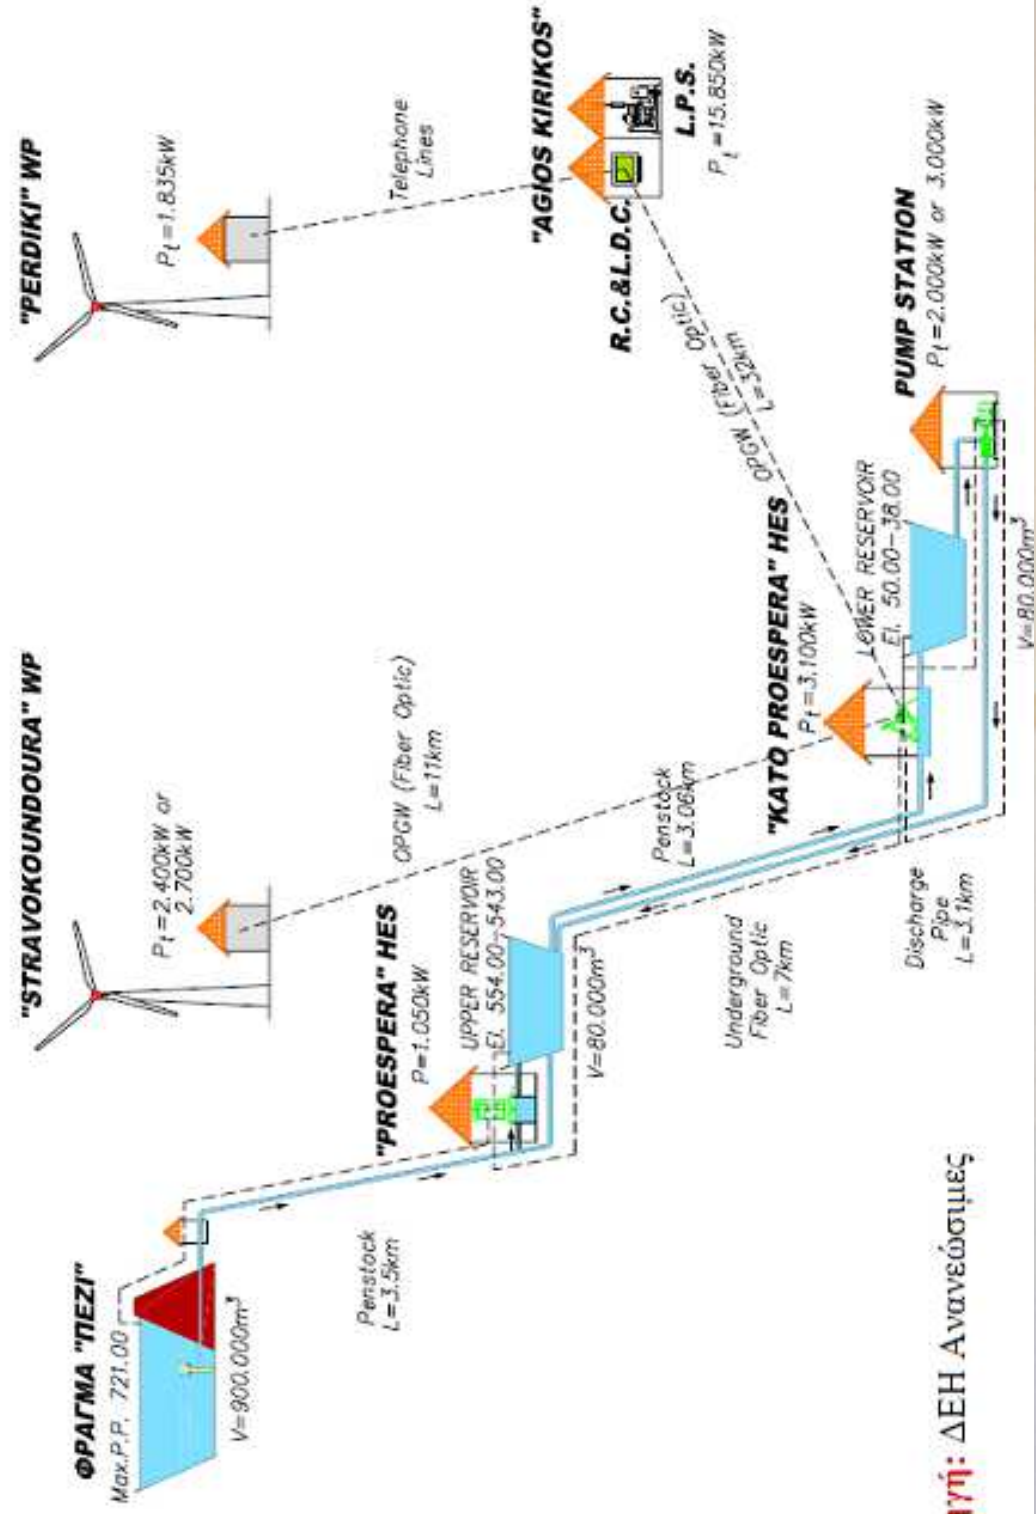 "STRAVOKOUNDOURA" WP
Pt=2.400kW or
2.700kW
"PERDIKI" WP
Pt=1.835kW
Telephone
Lines
"AGIOS KIRIKOS"
R.C.&L.D.C.
L.P.S.
Pt=15.850kW
ΦΡΑΓΜΑ "ΠΕΖΙ"
Max.P.P. 721.00
V=900.000m³
Penstock
L=3.5km
"PROESPERA" HES
P=1.050kW
UPPER RESERVOIR
El. 554.00-543.00
V=80.000m³
OPGW (Fiber Optic)
L=11km
OPGW (Fiber Optic)
L=32km
Penstock
L=3.06km
Underground
Fiber Optic
L=7km
"KATO PROESPERA" HES
Pt=3.100kW
LOWER RESERVOIR
El. 50.00-38.00
V=80.000m³
PUMP STATION
Pt=2.000kW or 3.000kW
Discharge
Pipe
L=3.1km
γή: ΔΕΗ Ανανεώσιμες